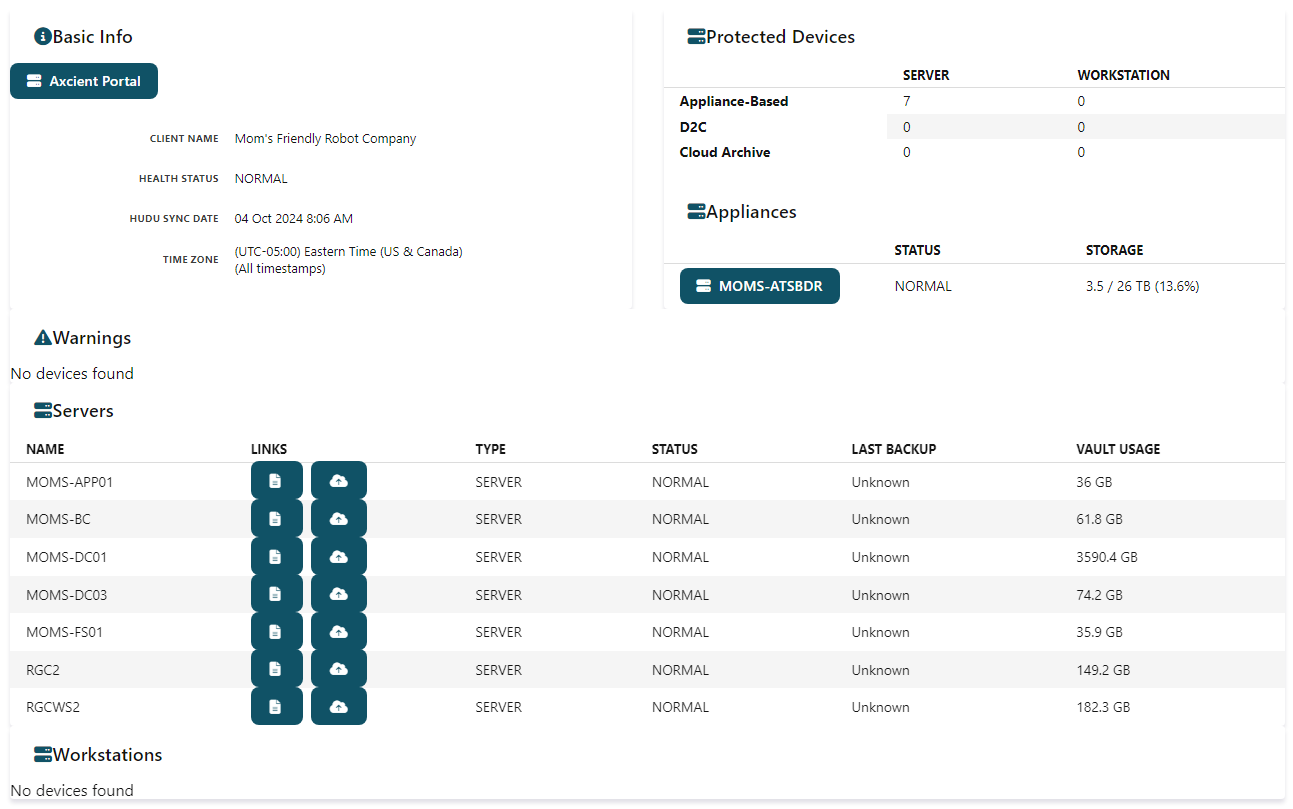 Basic Info
Axcient Portal
CLIENT NAME Mom's Friendly Robot Company
HEALTH STATUS NORMAL
HUDU SYNC DATE 04 Oct 2024 8:06 AM
TIME ZONE (UTC-05:00) Eastern Time (US & Canada)
(All timestamps)
Protected Devices
SERVER WORKSTATION
Appliance-Based 7 0
D2C 0 0
Cloud Archive 0 0
Appliances
STATUS STORAGE
MOMS-ATSBDR NORMAL 3.5 / 26 TB (13.6%)
Warnings
No devices found
Servers
NAME LINKS TYPE STATUS LAST BACKUP VAULT USAGE
MOMS-APP01 SERVER NORMAL Unknown 36 GB
MOMS-BC SERVER NORMAL Unknown 61.8 GB
MOMS-DC01 SERVER NORMAL Unknown 3590.4 GB
MOMS-DC03 SERVER NORMAL Unknown 74.2 GB
MOMS-FS01 SERVER NORMAL Unknown 35.9 GB
RGC2 SERVER NORMAL Unknown 149.2 GB
RGCWS2 SERVER NORMAL Unknown 182.3 GB
Workstations
No devices found